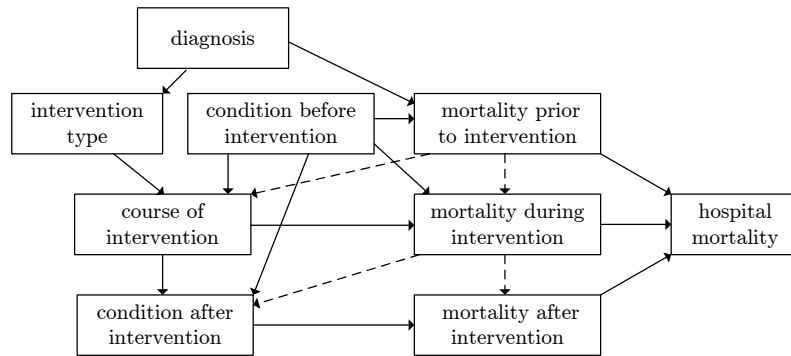 diagnosis
intervention
type
condition before
intervention
mortality prior
to intervention
course of
intervention
mortality during
intervention
hospital
mortality
condition after
intervention
mortality after
intervention